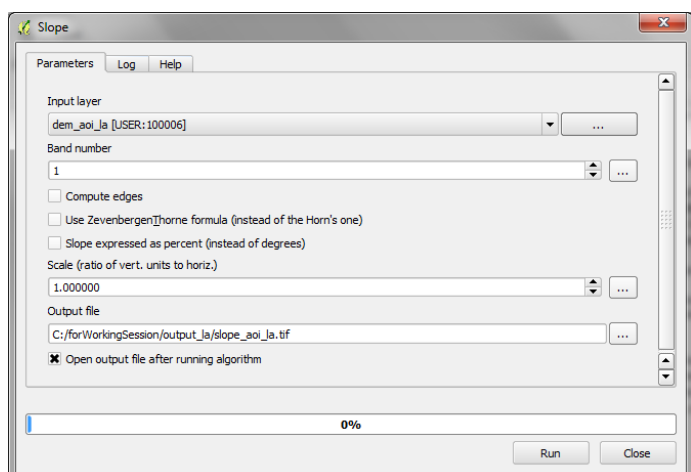 Slope
Parameters Log Help
Input layer
dem_aoi_la [USER:100006]
...
Band number
1
...
Compute edges
Use ZevenbergenThorne formula (instead of the Horn's one)
Slope expressed as percent (instead of degrees)
Scale (ratio of vert. units to horiz.)
1.000000
...
Output file
C:/forWorkingSession/output_la/slope_aoi_la.tif
...
Open output file after running algorithm
0%
Run Close